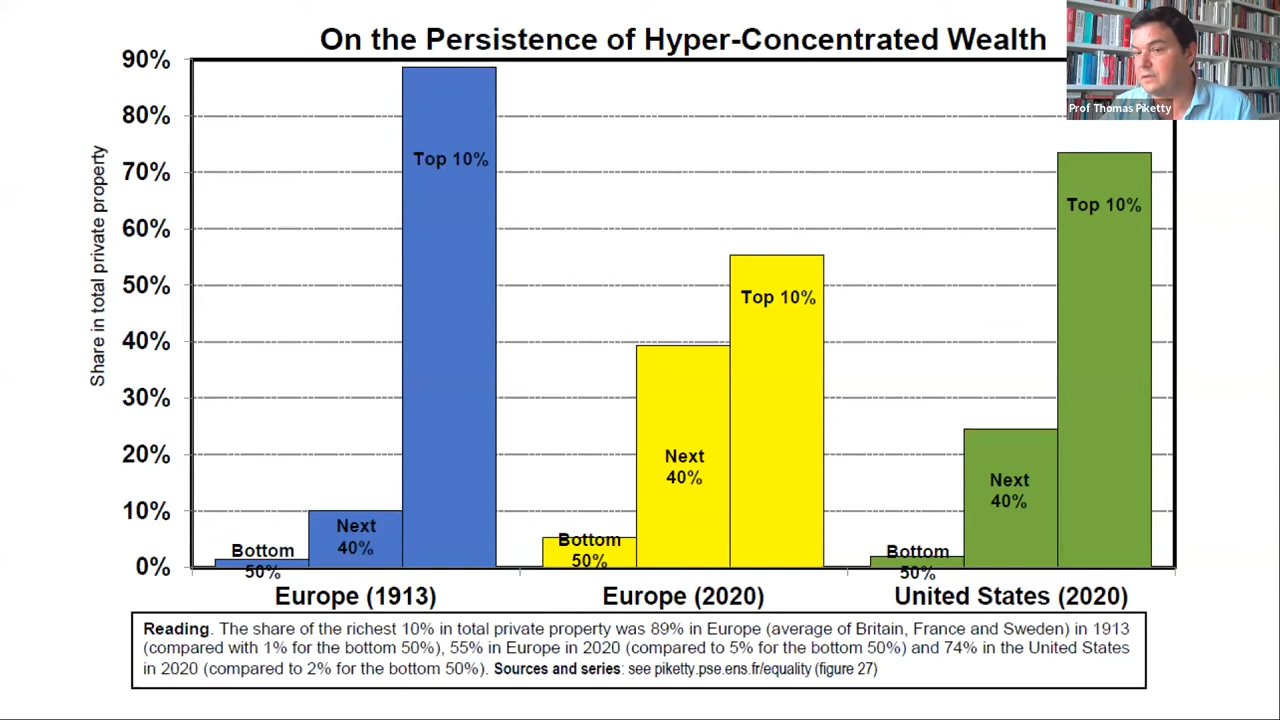 On the Persistence of Hyper-Concentrated Wealth
Prof Thomas Piketty
Share in total private property
90%
80%
70%
60%
50%
40%
30%
20%
10%
0%
Bottom
50%
Next
40%
Top 10%
Bottom
50%
Next
40%
Top 10%
Bottom
50%
Next
40%
Top 10%
Europe (1913)
Europe (2020)
United States (2020)
Reading. The share of the richest 10% in total private property was 89% in Europe (average of Britain, France and Sweden) in 1913
(compared with 1% for the bottom 50%), 55% in Europe in 2020 (compared to 5% for the bottom 50%) and 74% in the United States
in 2020 (compared to 2% for the bottom 50%). Sources and series: see piketty.pse.ens.fr/equality (figure 27)